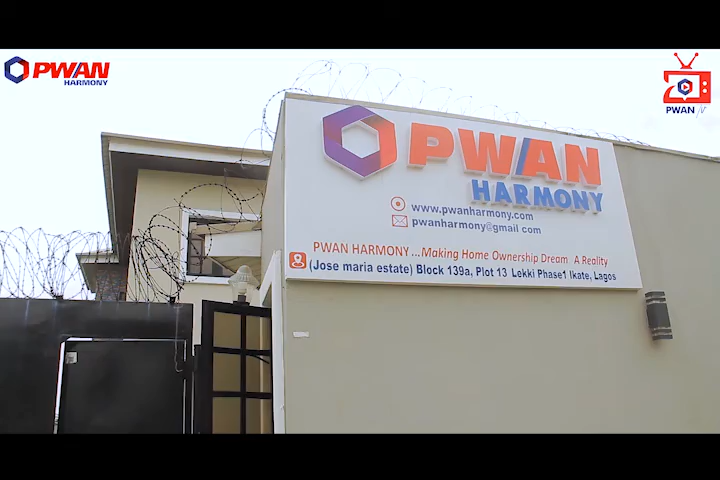 PWAN
HARMONY
PWAN TV
PWAN
HARMONY
www.pwanharmony.com
pwanharmony@gmail com
PWAN HARMONY...Making Home Ownership Dream A Reality
(Jose maria estate) Block 139a, Plot 13 Lekki Phase1 Ikate, Lagos